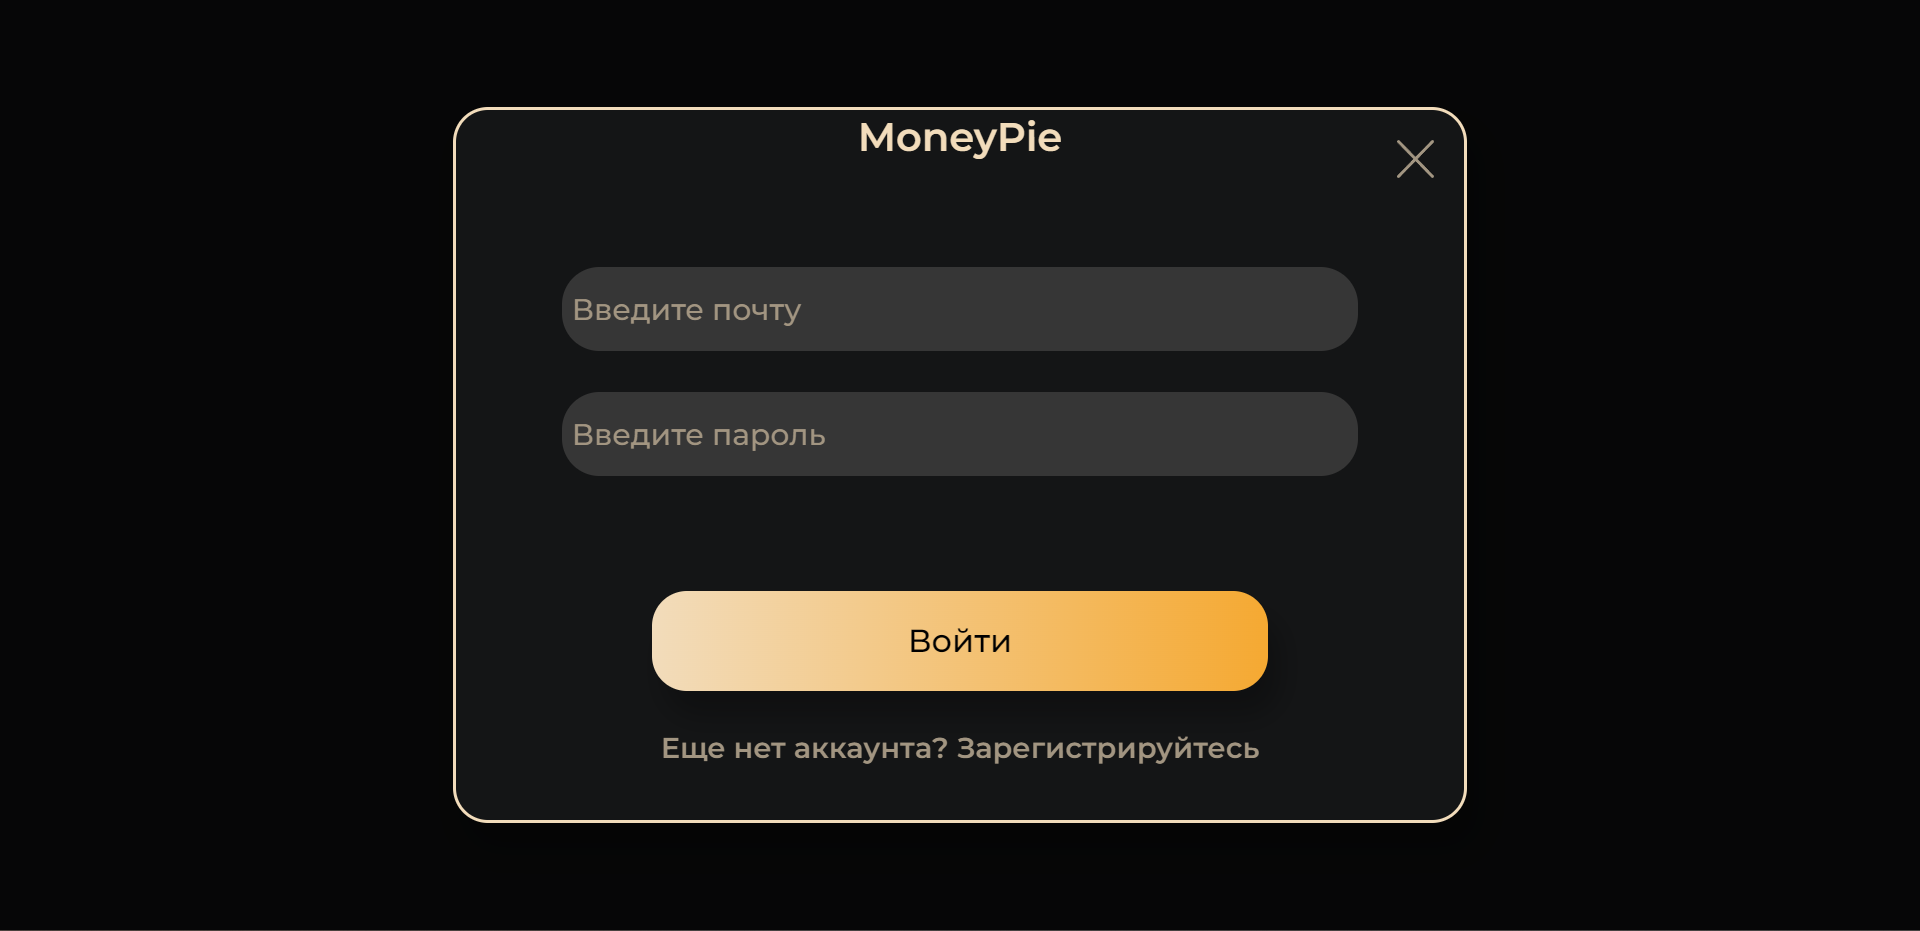 MoneyPie
Введите почту
Введите пароль
Войти
Еще нет аккаунта? Зарегистрируйтесь